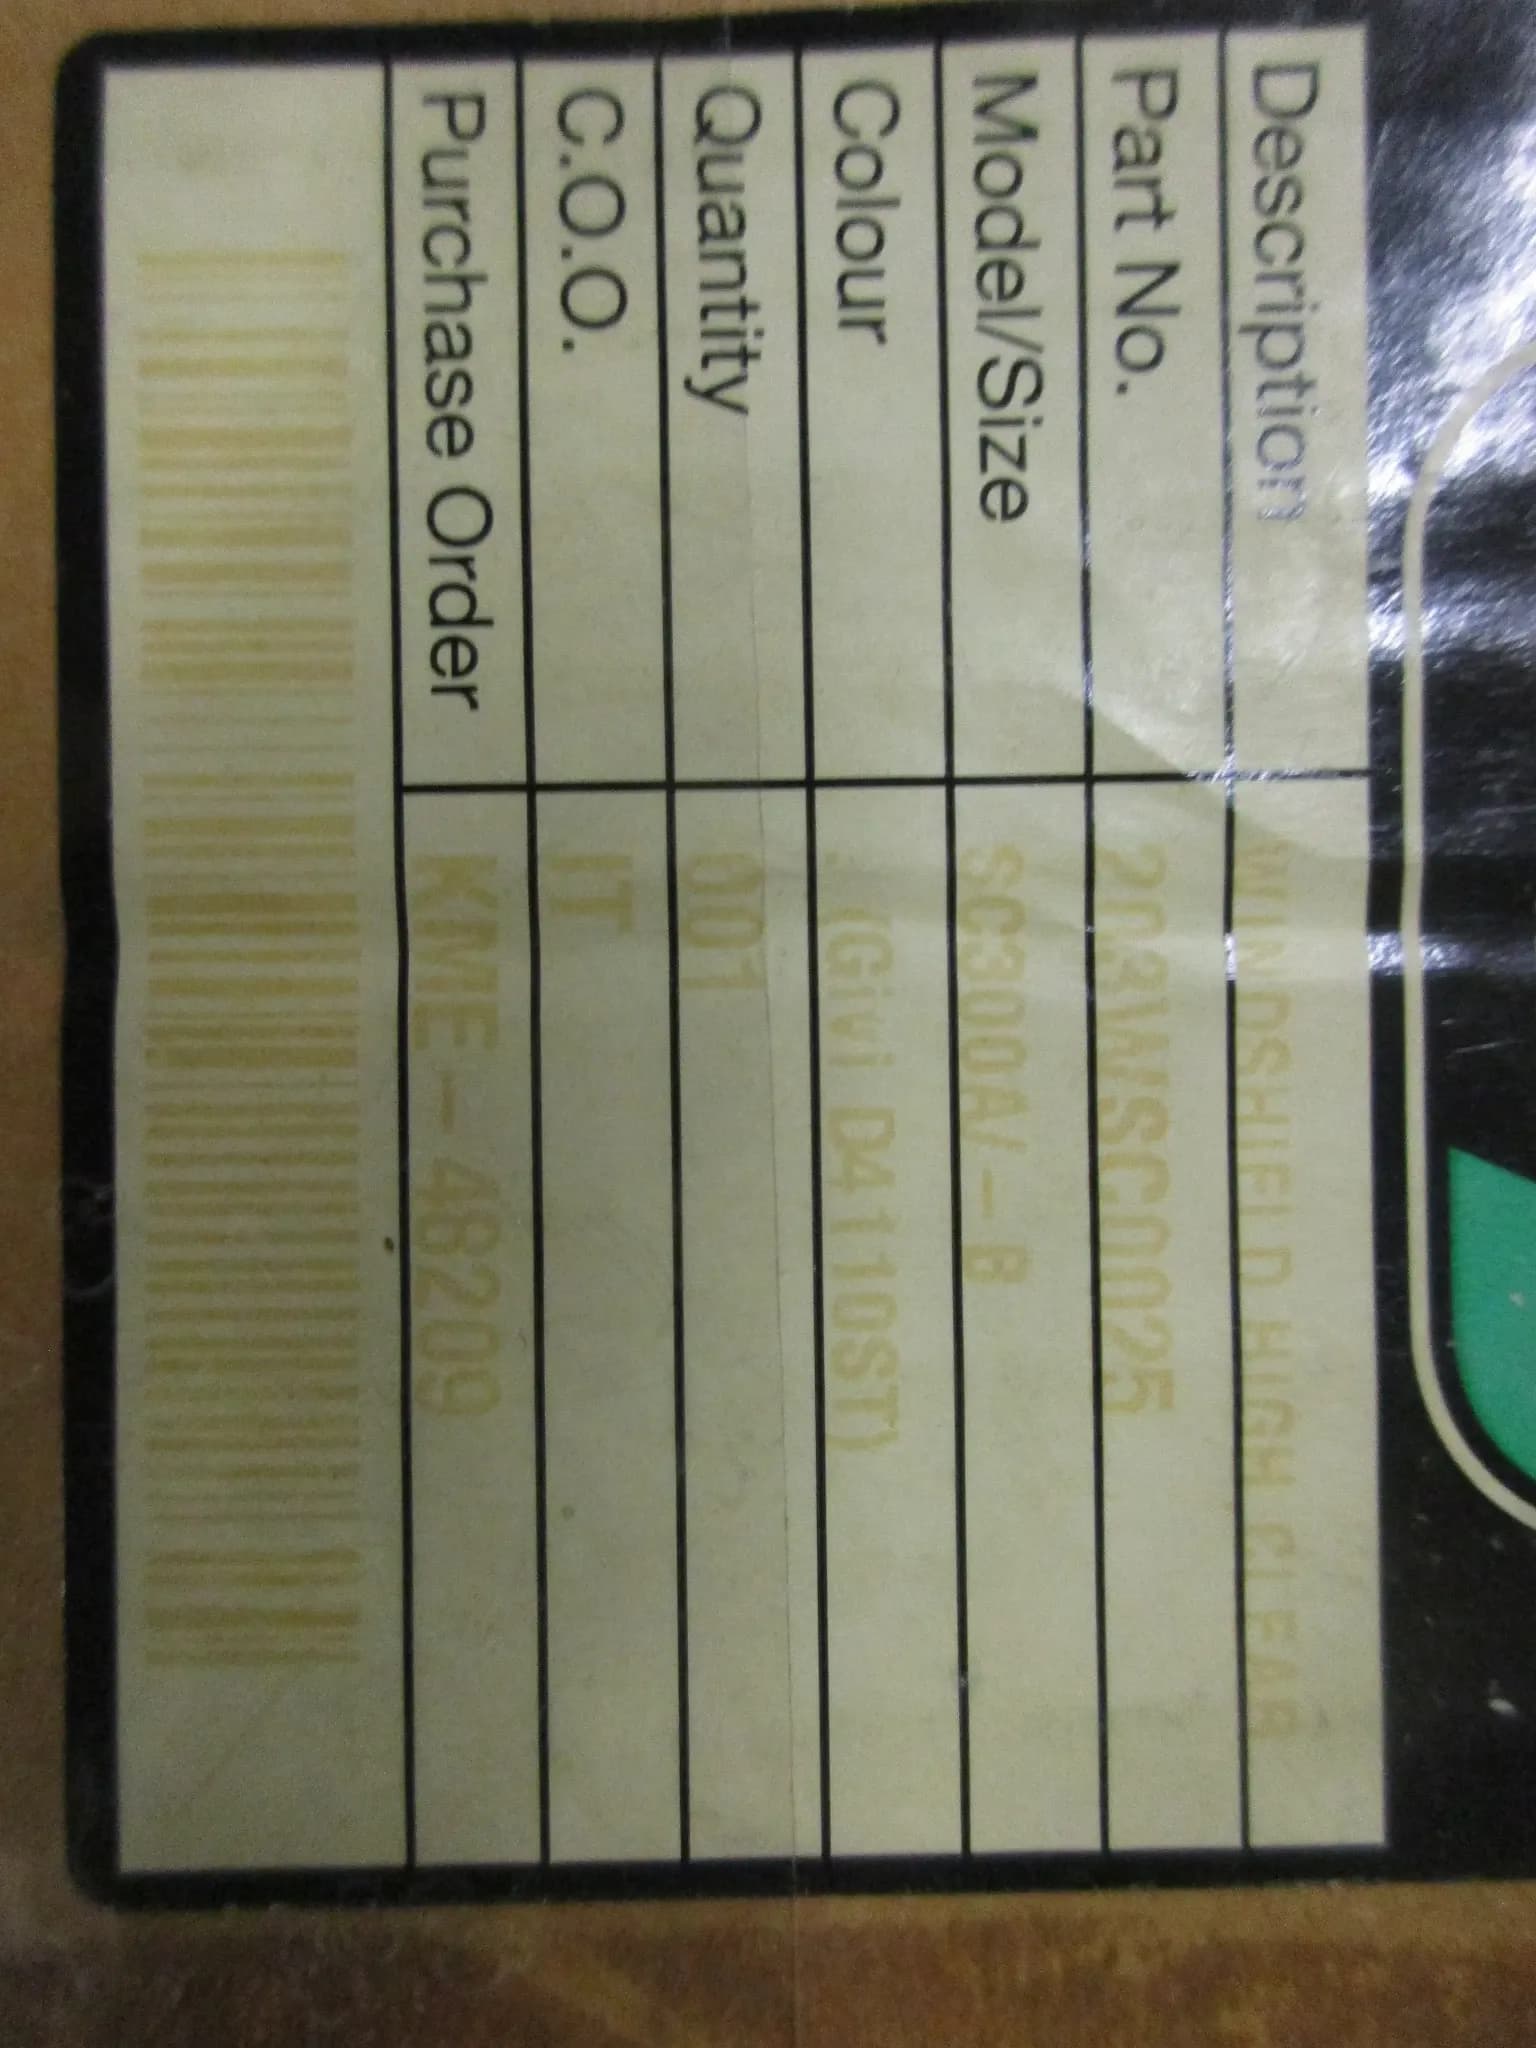 Description WINDSHIELD HIGH CLEAR
Part No. 203WSC0025
Model/Size SC300A/-B
Colour . (Givi D4110ST)
Quantity 001
C.O.O. IT
Purchase Order KME-48209